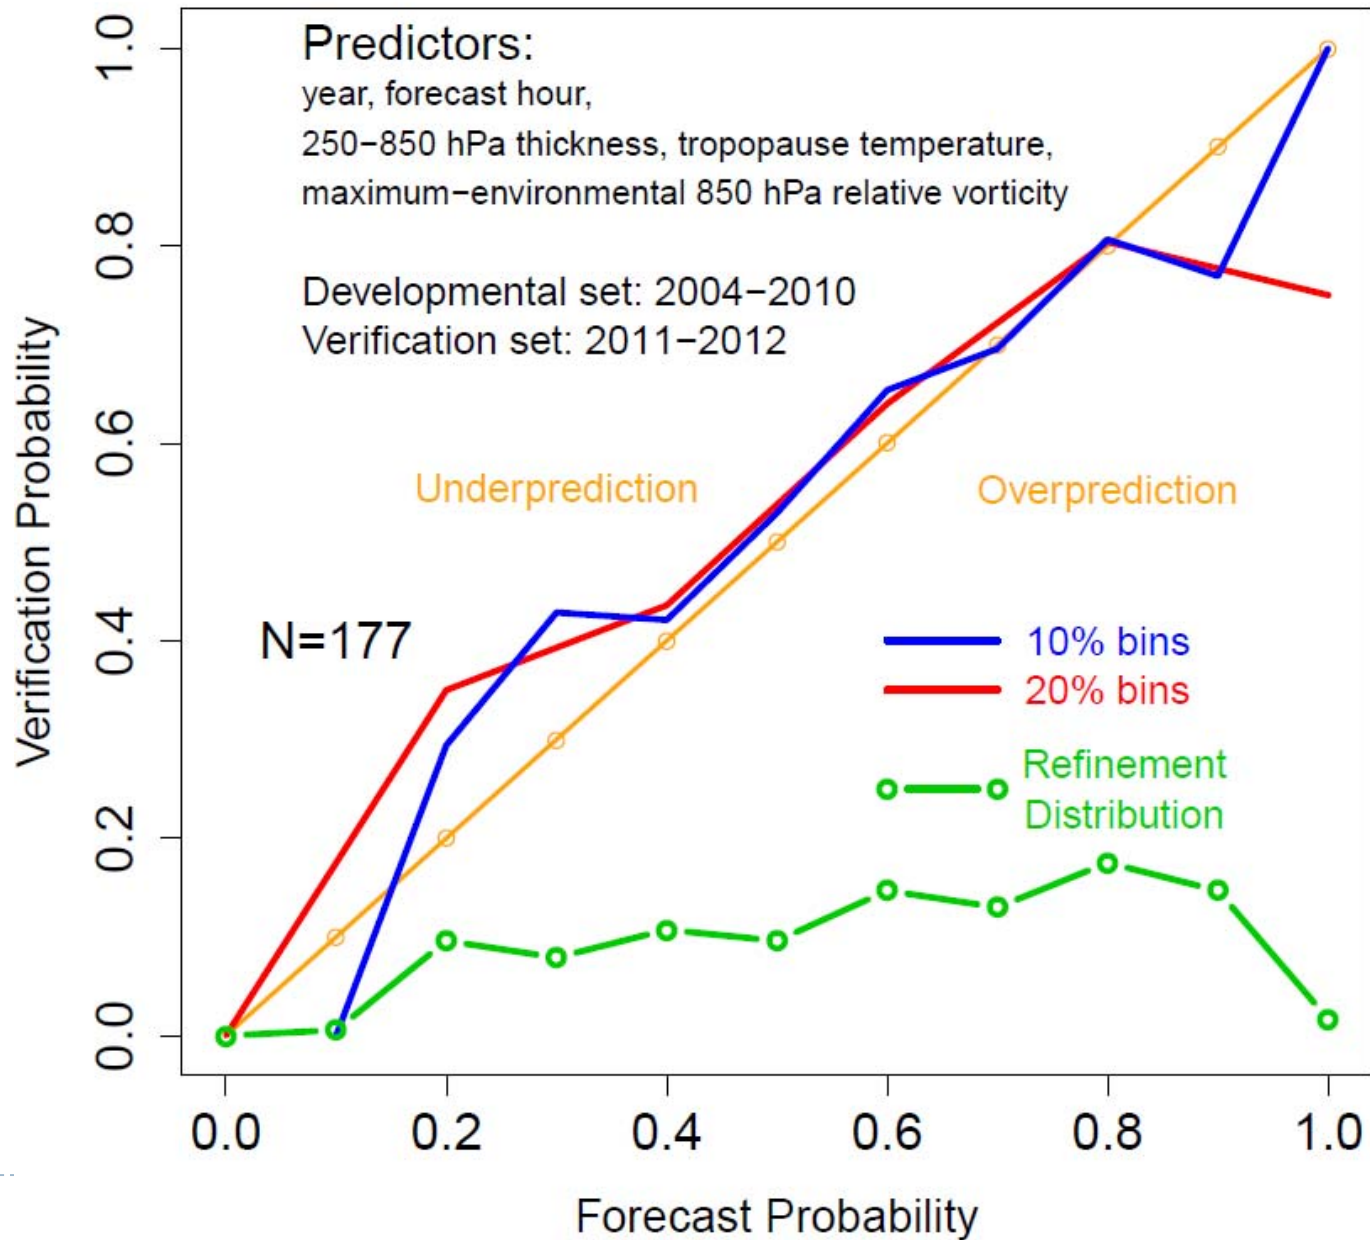 Predictors:
year, forecast hour,
250−850 hPa thickness, tropopause temperature,
maximum−environmental 850 hPa relative vorticity
Developmental set: 2004−2010
Verification set: 2011−2012
Underprediction
Overprediction
N=177
10% bins
20% bins
Refinement
Distribution
Verification Probability
1.0
0.8
0.6
0.4
0.2
0.0
0.0 0.2 0.4 0.6 0.8 1.0
Forecast Probability